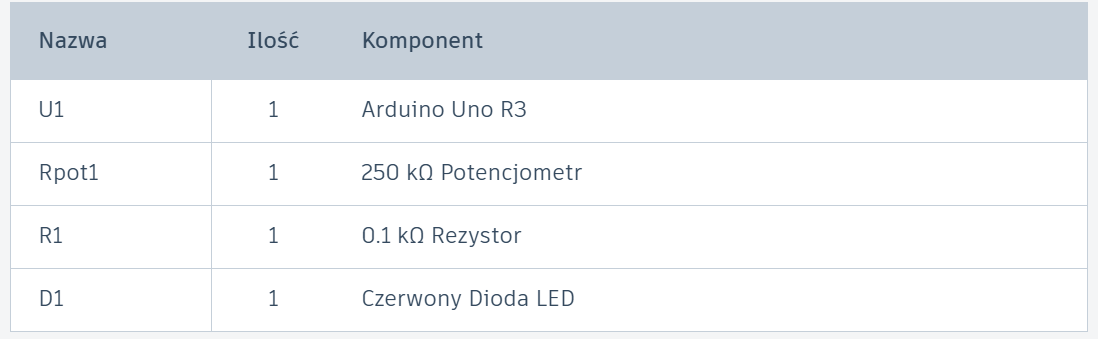 Nazwa Ilość Komponent
U1 1 Arduino Uno R3
Rpot1 1 250 kΩ Potencjometr
R1 1 0.1 kΩ Rezystor
D1 1 Czerwony Dioda LED